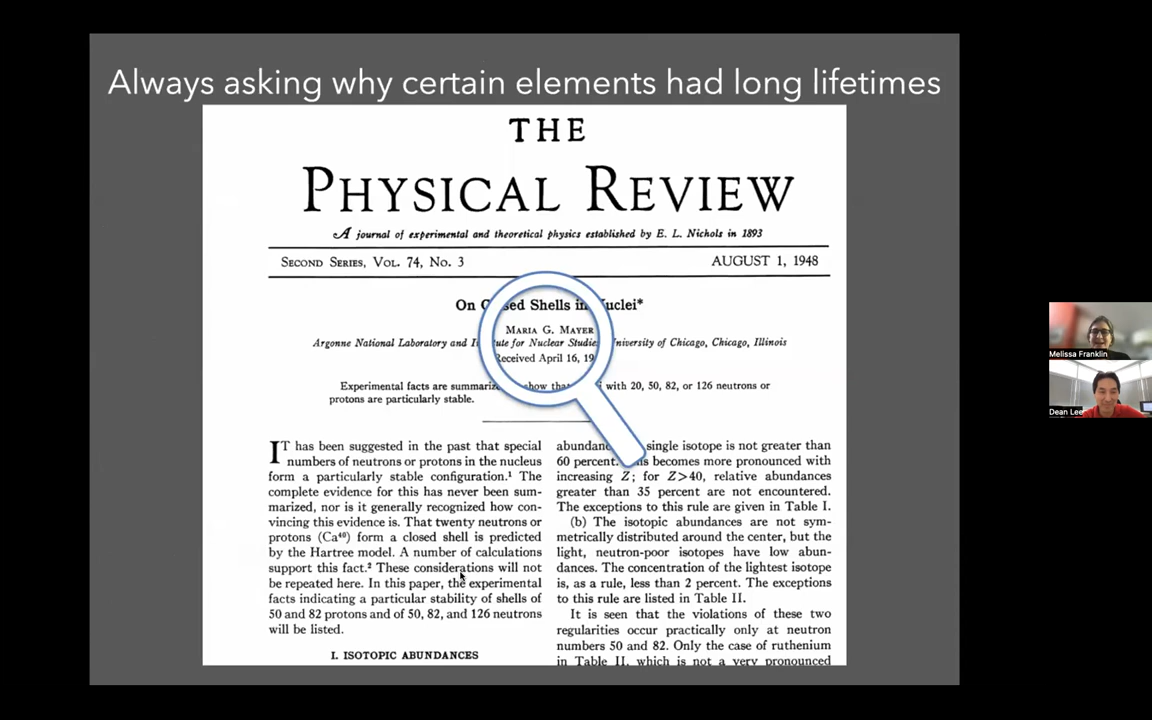 Always asking why certain elements had long lifetimes
THE
PHYSICAL REVIEW
A journal of experimental and theoretical physics established by E. L. Nichols in 1893
SECOND SERIES, VOL. 74, NO. 3 AUGUST 1, 1948
On Closed Shells in Nuclei*
MARIA G. MAYER
Argonne National Laboratory and Institute for Nuclear Studies, University of Chicago, Chicago, Illinois
Received April 16, 19
Experimental facts are summarized show that with 20, 50, 82, or 126 neutrons or
protons are particularly stable.
IT has been suggested in the past that special
numbers of neutrons or protons in the nucleus
form a particularly stable configuration.¹ The
complete evidence for this has never been sum-
marized, nor is it generally recognized how con-
vincing this evidence is. That twenty neutrons or
protons (Ca⁴⁰) form a closed shell is predicted
by the Hartree model. A number of calculations
support this fact.² These considerations will not
be repeated here. In this paper, the experimental
facts indicating a particular stability of shells of
50 and 82 protons and of 50, 82, and 126 neutrons
will be listed.
I. ISOTOPIC ABUNDANCES
single isotope is not greater than
60 percent. becomes more pronounced with
increasing Z; for Z>40, relative abundances
greater than 35 percent are not encountered.
The exceptions to this rule are given in Table I.
(b) The isotopic abundances are not sym-
metrically distributed around the center, but the
light, neutron-poor isotopes have low abun-
dances. The concentration of the lightest isotope
is, as a rule, less than 2 percent. The exceptions
to this rule are listed in Table II.
It is seen that the violations of these two
regularities occur practically only at neutron
numbers 50 and 82. Only the case of ruthenium
in Table II, which is not a very pronounced
Melissa Franklin
Dean Lee